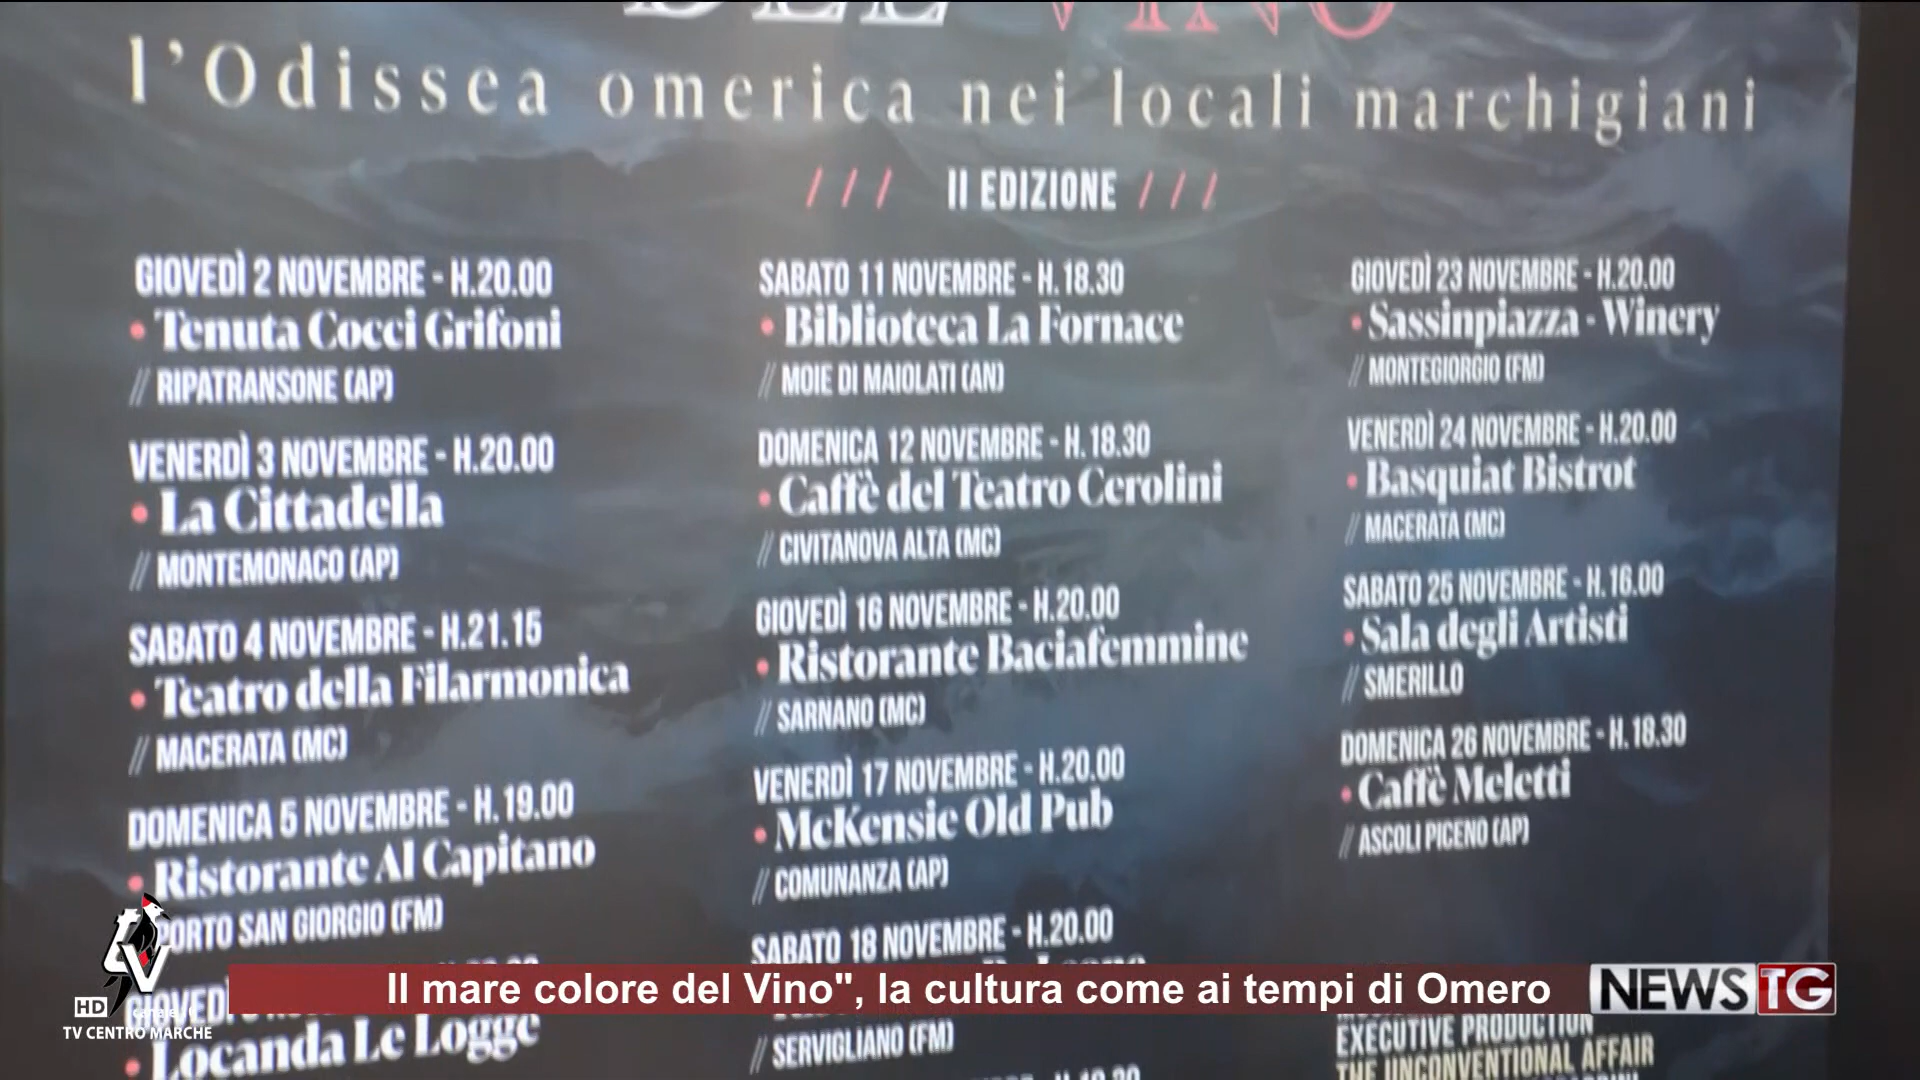 DEL VINO
l'Odissea omerica nei locali marchigiani
/// II EDIZIONE ///
GIOVEDÌ 2 NOVEMBRE - H.20.00
• Tenuta Cocci Grifoni
// RIPATRANSONE (AP)
VENERDÌ 3 NOVEMBRE - H.20.00
• La Cittadella
// MONTEMONACO (AP)
SABATO 4 NOVEMBRE - H.21.15
• Teatro della Filarmonica
// MACERATA (MC)
DOMENICA 5 NOVEMBRE - H.19.00
• Ristorante Al Capitano
PORTO SAN GIORGIO (FM)
GIOVEDÌ
• Locanda Le Logge
SABATO 11 NOVEMBRE - H.18.30
• Biblioteca La Fornace
// MOIE DI MAIOLATI (AN)
DOMENICA 12 NOVEMBRE - H.18.30
• Caffè del Teatro Cerolini
// CIVITANOVA ALTA (MC)
GIOVEDÌ 16 NOVEMBRE - H.20.00
• Ristorante Baciafemmine
// SARNANO (MC)
VENERDÌ 17 NOVEMBRE - H.20.00
• McKensie Old Pub
// COMUNANZA (AP)
SABATO 18 NOVEMBRE - H.20.00
// SERVIGLIANO (FM)
GIOVEDÌ 23 NOVEMBRE - H.20.00
• Sassinpiazza - Winery
// MONTEGIORGIO (FM)
VENERDÌ 24 NOVEMBRE - H.20.00
• Basquiat Bistrot
// MACERATA (MC)
SABATO 25 NOVEMBRE - H.16.00
• Sala degli Artisti
// SMERILLO
DOMENICA 26 NOVEMBRE - H.18.30
• Caffè Meletti
// ASCOLI PICENO (AP)
EXECUTIVE PRODUCTION
THE UNCONVENTIONAL AFFAIR
Il mare colore del Vino", la cultura come ai tempi di Omero
NEWS TG
HD
TV CENTRO MARCHE